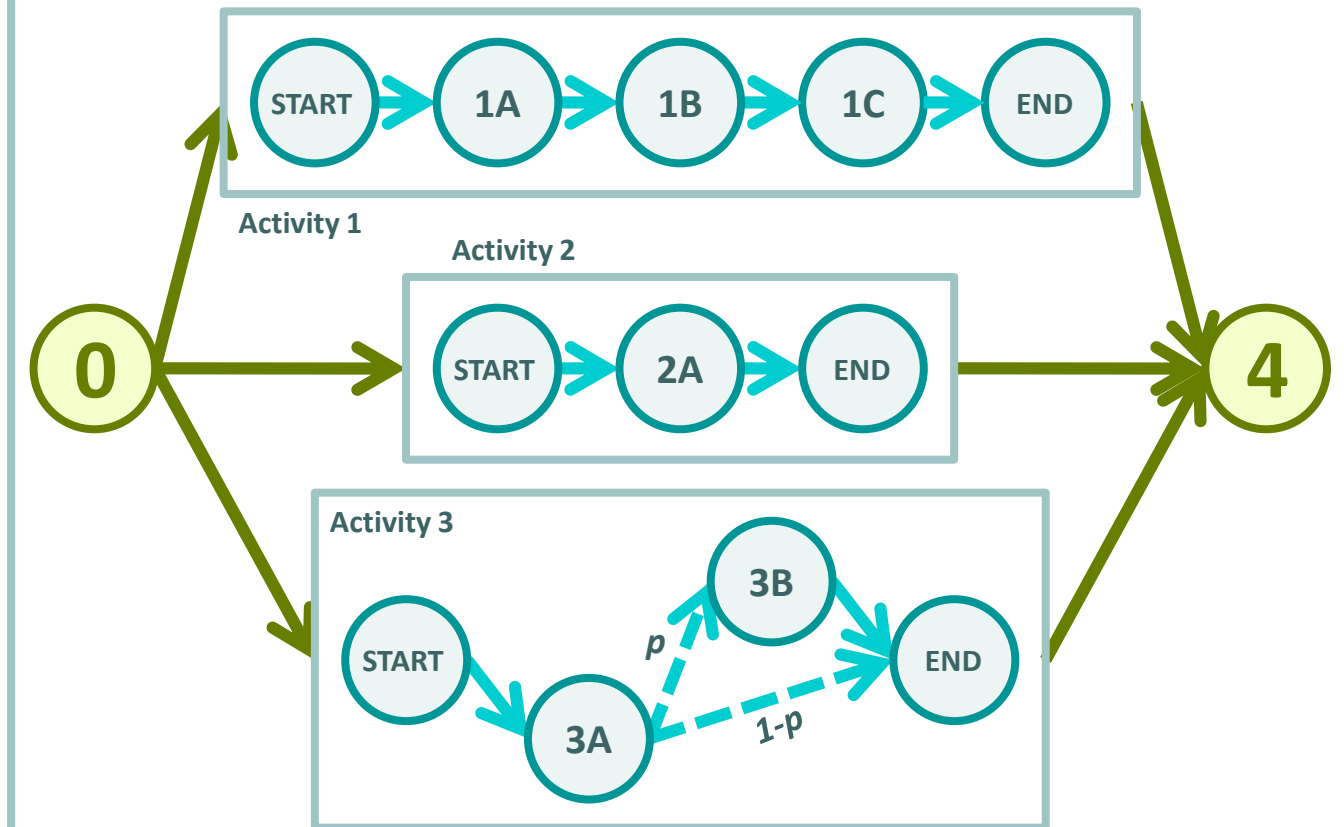 START
1A
1B
1C
END
Activity 1
Activity 2
0
START
2A
END
4
Activity 3
START
3A
p
3B
1-p
END